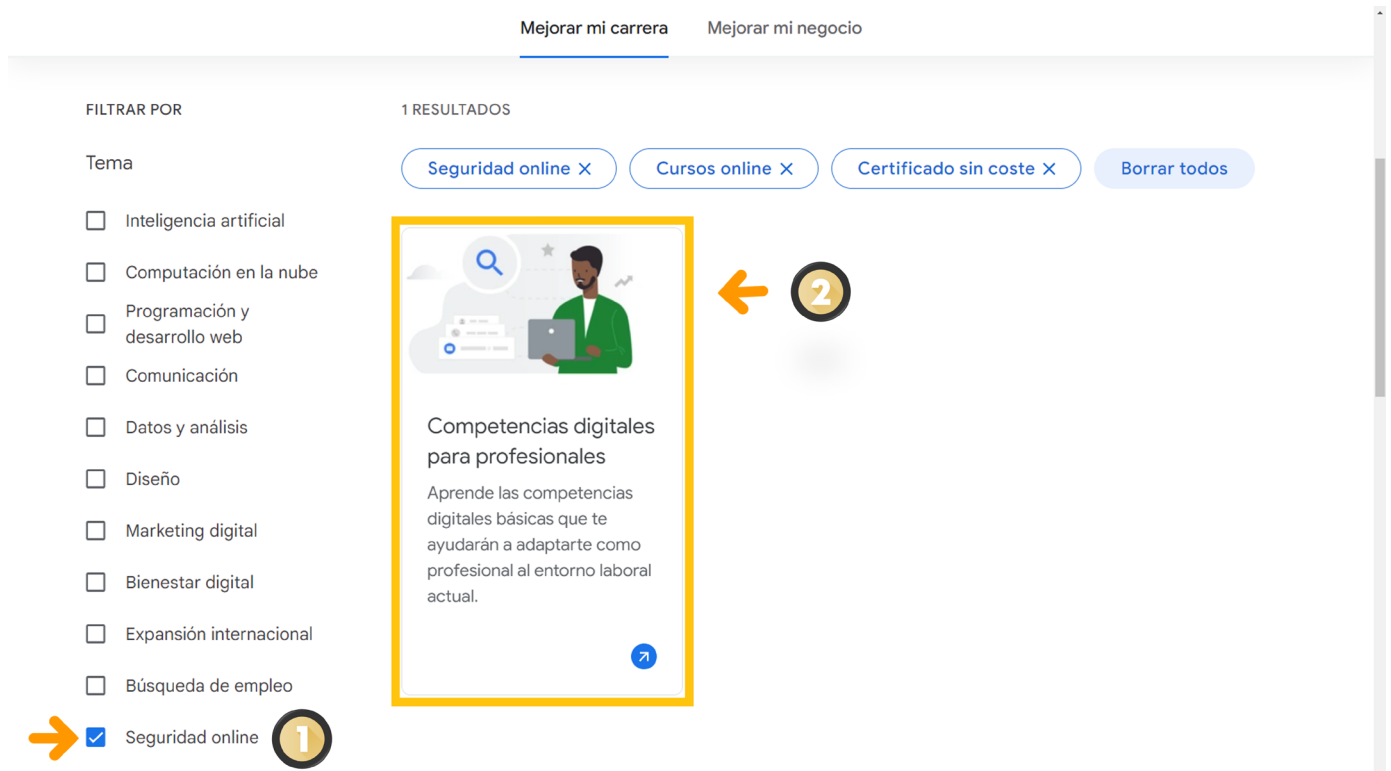 Mejorar mi carrera
Mejorar mi negocio
FILTRAR POR
Tema
Inteligencia artificial
Computación en la nube
Programación y
desarrollo web
Comunicación
Datos y análisis
Diseño
Marketing digital
Bienestar digital
Expansión internacional
Búsqueda de empleo
Seguridad online
1
1 RESULTADOS
Seguridad online ✕
Cursos online ✕
Certificado sin coste ✕
Borrar todos
Competencias digitales
para profesionales
Aprende las competencias
digitales básicas que te
ayudarán a adaptarte como
profesional al entorno laboral
actual.
2